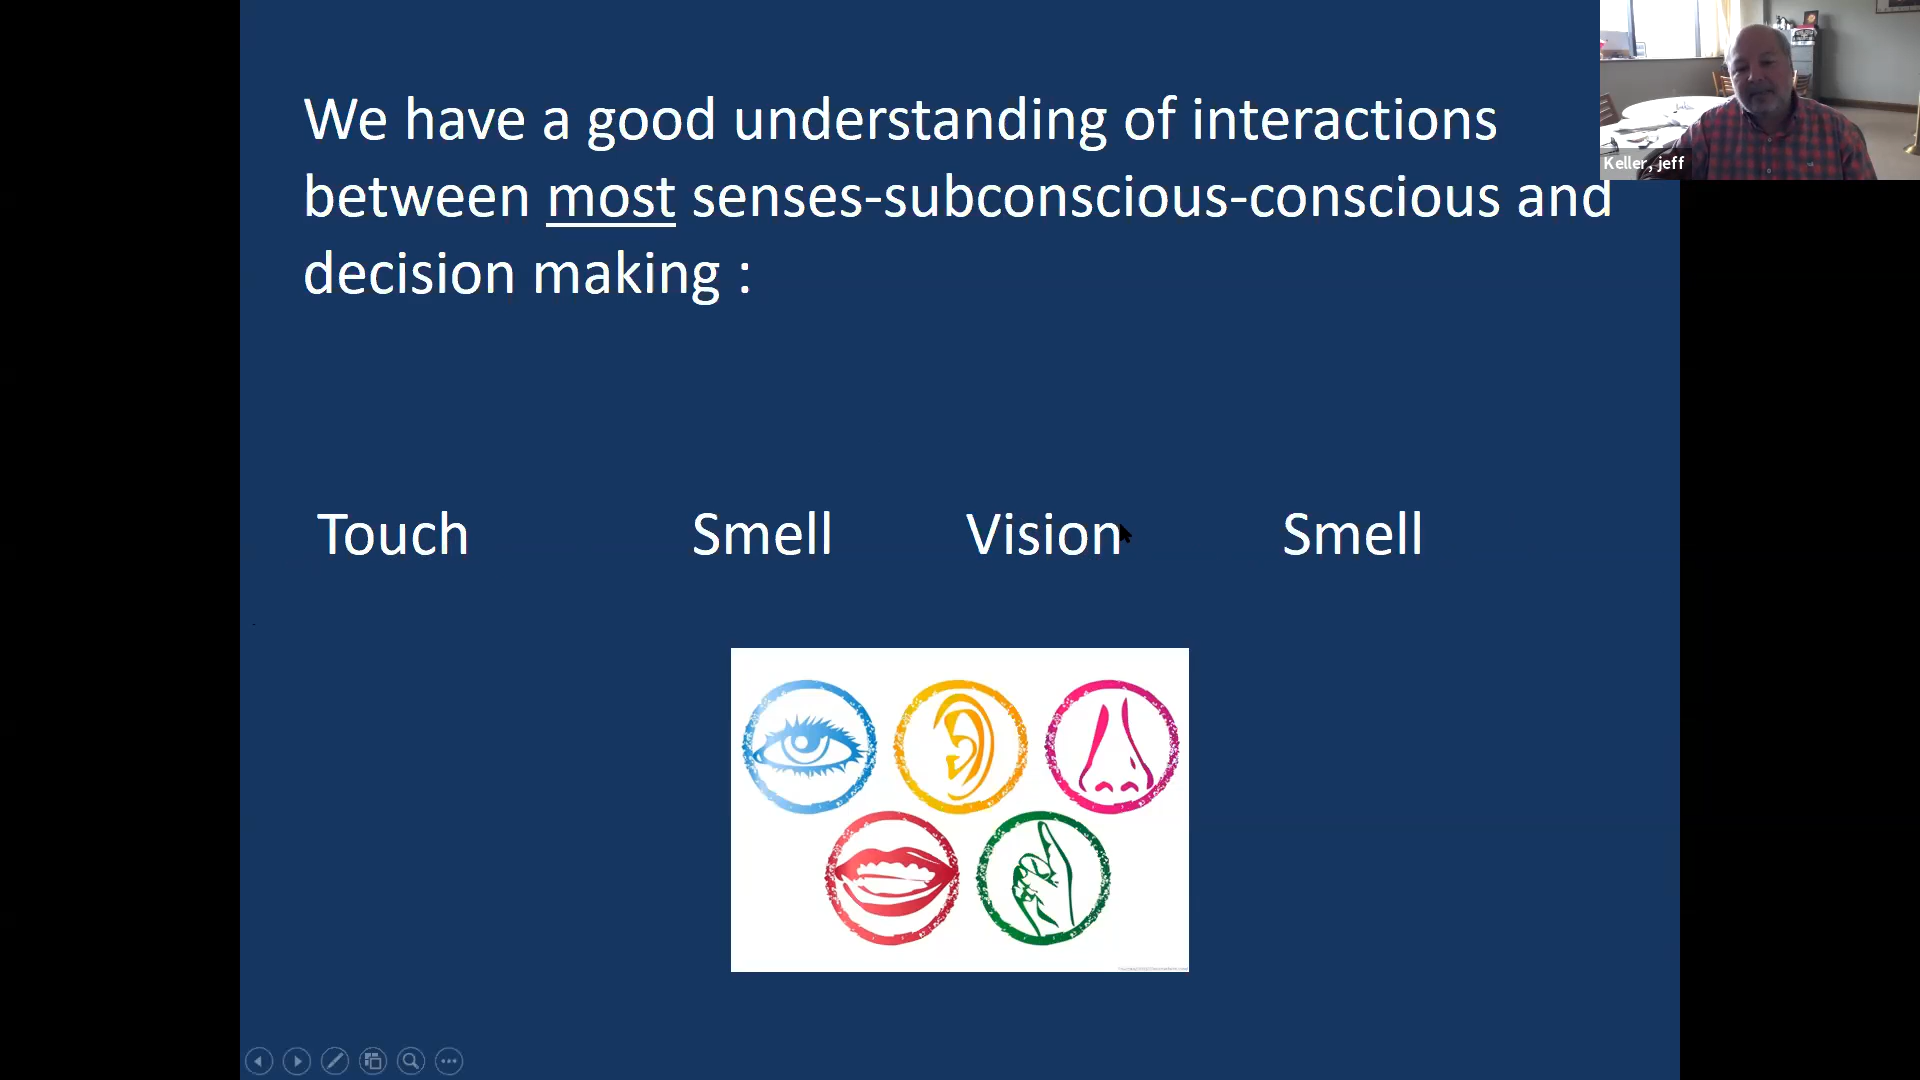 We have a good understanding of interactions
between most senses-subconscious-conscious and
decision making :
Keller, jeff
Touch Smell Vision Smell